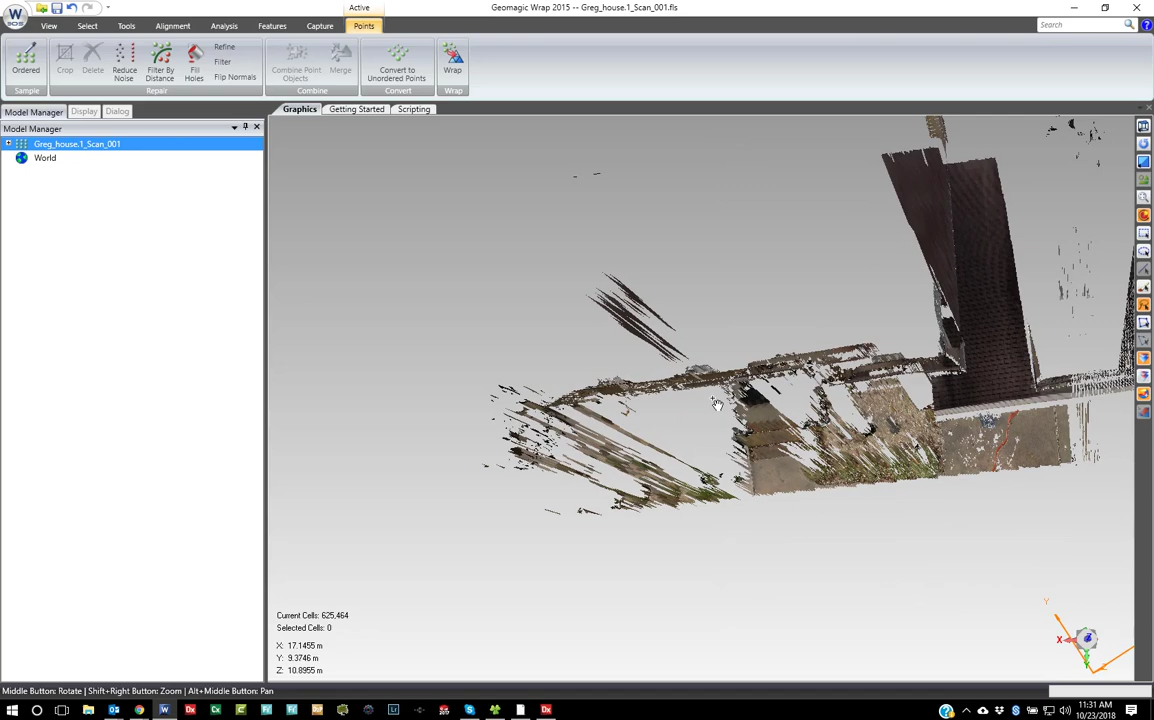 Active
Geomagic Wrap 2015 -- Greg_house.1_Scan_001.fls
W
SDS
View
Select
Tools
Alignment
Analysis
Features
Capture
Points
Search
Ordered
Crop
Delete
Reduce Noise
Filter By Distance
Fill Holes
Refine
Filter
Flip Normals
Combine Point Objects
Merge
Convert to Unordered Points
Wrap
Sample
Repair
Combine
Convert
Wrap
Model Manager
Display
Dialog
Graphics
Getting Started
Scripting
Model Manager
Greg_house.1_Scan_001
World
Current Cells: 625,464
Selected Cells: 0
X: 17.1455 m
Y: 9.3746 m
Z: 10.8955 m
Y
X
Z
Middle Button: Rotate | Shift+Right Button: Zoom | Alt+Middle Button: Pan
11:31 AM
10/23/2018